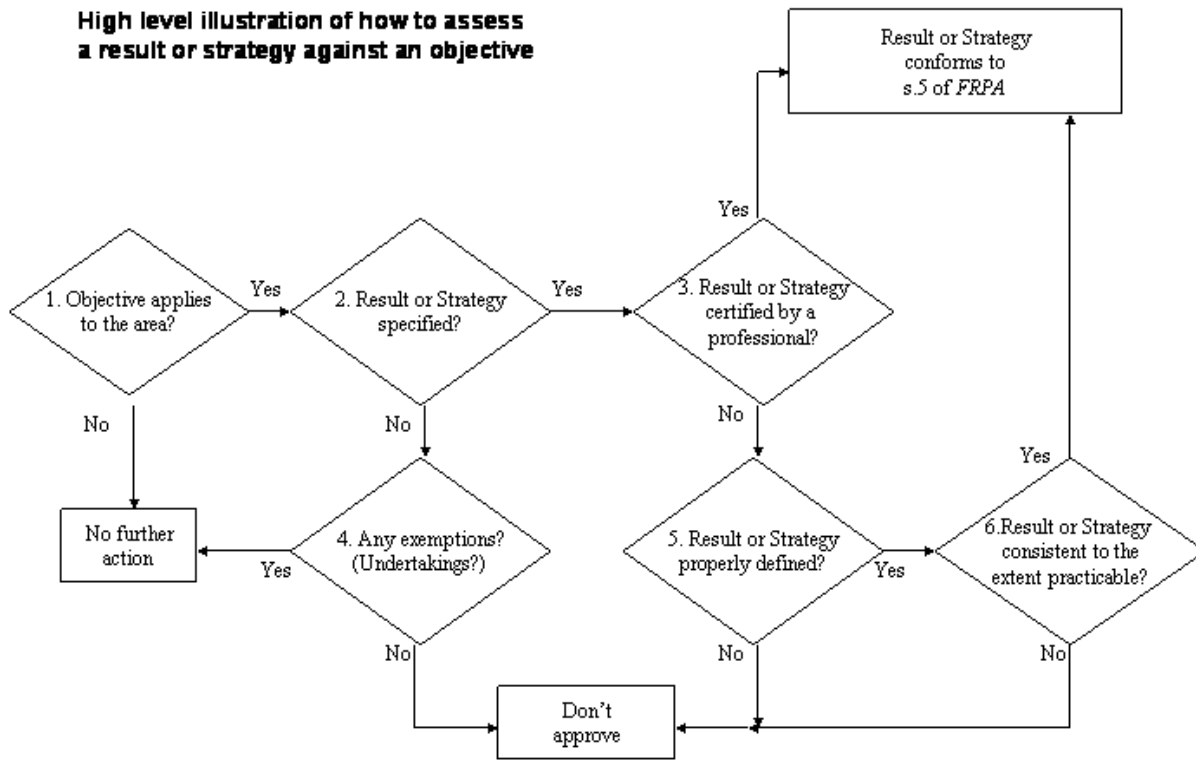 High level illustration of how to assess
a result or strategy against an objective
Result or Strategy
conforms to
s.5 of FRPA
Yes
1. Objective applies
to the area?
Yes
2. Result or Strategy
specified?
Yes
3. Result or Strategy
certified by a
professional?
No
No
No
Yes
No further
action
Yes
4. Any exemptions?
(Undertakings?)
5. Result or Strategy
properly defined?
Yes
6.Result or Strategy
consistent to the
extent practicable?
No
No
No
Don't
approve